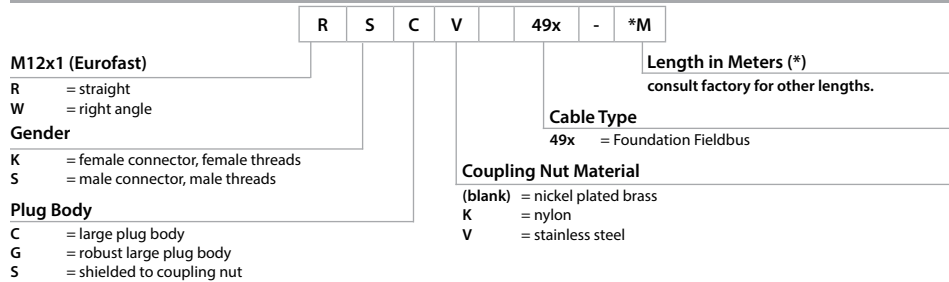 R S C V 49x - *M
M12x1 (Eurofast)
R = straight
W = right angle
Gender
K = female connector, female threads
S = male connector, male threads
Plug Body
C = large plug body
G = robust large plug body
S = shielded to coupling nut
Length in Meters (*)
consult factory for other lengths.
Cable Type
49x = Foundation Fieldbus
Coupling Nut Material
(blank) = nickel plated brass
K = nylon
V = stainless steel